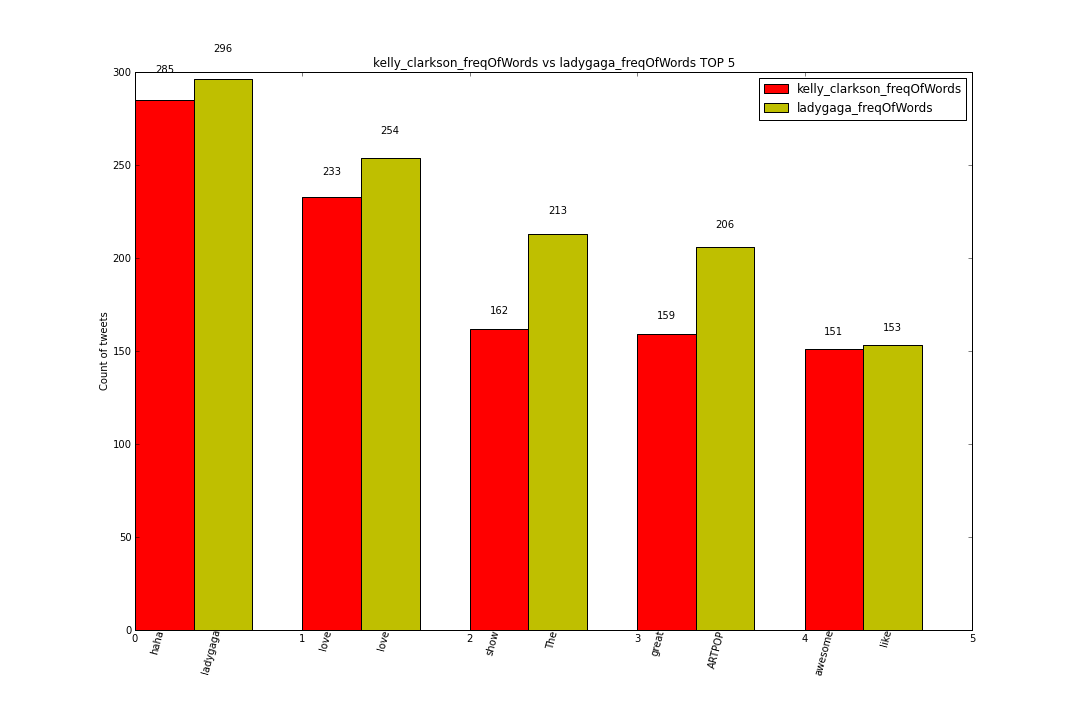 kelly_clarkson_freqOfWords vs ladygaga_freqOfWords TOP 5
kelly_clarkson_freqOfWords
ladygaga_freqOfWords
285
296
233
254
162
213
159
206
151
153
Count of tweets
300
250
200
150
100
50
0
0
1
2
3
4
5
haha
ladygaga
love
love
show
The
great
ARTPOP
awesome
like